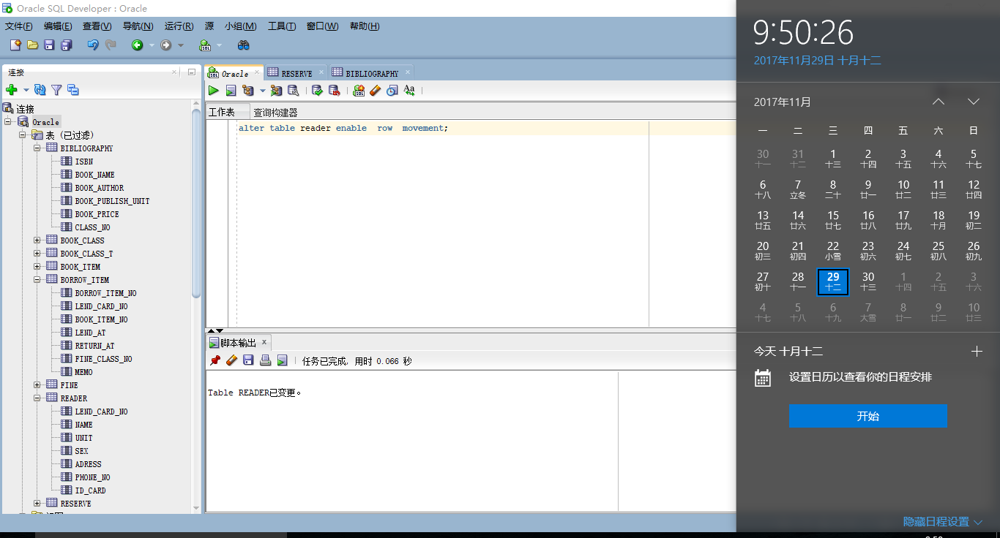 Oracle SQL Developer : Oracle
文件(F) 编辑(E) 查看(V) 导航(N) 运行(R) 源 小组(M) 工具(T) 窗口(W) 帮助(H)
连接
连接
Oracle
表 (已过滤)
BIBLIOGRAPHY
ISBN
BOOK_NAME
BOOK_AUTHOR
BOOK_PUBLISH_UNIT
BOOK_PRICE
CLASS_NO
BOOK_CLASS
BOOK_CLASS_T
BOOK_ITEM
BORROW_ITEM
BORROW_ITEM_NO
LEND_CARD_NO
BOOK_ITEM_NO
LEND_AT
RETURN_AT
FINE_CLASS_NO
MEMO
FINE
READER
LEND_CARD_NO
NAME
UNIT
SEX
ADRESS
PHONE_NO
ID_CARD
RESERVE
Oracle RESERVE BIBLIOGRAPHY
工作表 查询构建器
alter table reader enable  row  movement;
脚本输出
任务已完成, 用时 0.066 秒
Table READER已变更。
9:50:26
2017年11月29日 十月十二
2017年11月
一 二 三 四 五 六 日
30 31 1 2 3 4 5
十一 十二 十三 十四 十五 十六 十七
6 7 8 9 10 11 12
十八 立冬 二十 廿一 廿二 廿三 廿四
13 14 15 16 17 18 19
廿五 廿六 廿七 廿八 廿九 十月 初二
20 21 22 23 24 25 26
初三 初四 小雪 初六 初七 初八 初九
27 28 29 30 1 2 3
初十 十一 十二 十三 十四 十五 十六
4 5 6 7 8 9 10
十七 十八 十九 大雪 廿一 廿二 廿三
今天 十月十二
设置日历以查看你的日程安排
开始
隐藏日程设置